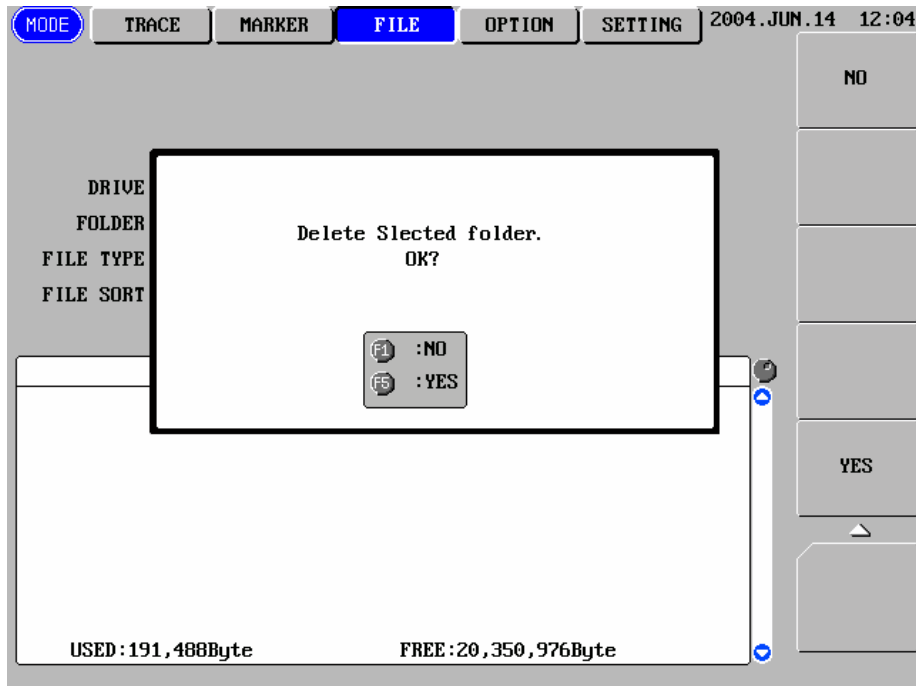 MODE TRACE MARKER FILE OPTION SETTING 2004.JUN.14 12:04
NO
DRIVE
FOLDER
FILE TYPE
FILE SORT
Delete Slected folder.
OK?
F1 :NO
F5 :YES
YES
USED:191,488Byte FREE:20,350,976Byte